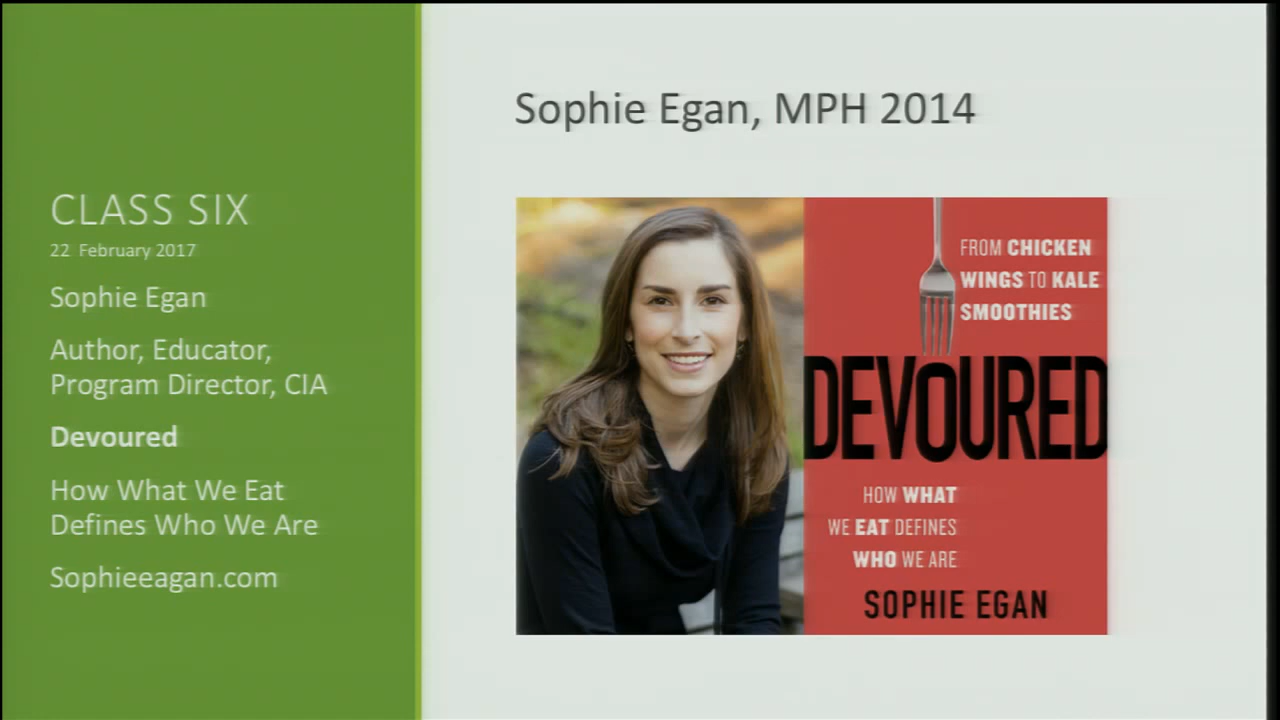 CLASS SIX
22 February 2017
Sophie Egan
Author, Educator,
Program Director, CIA
Devoured
How What We Eat
Defines Who We Are
Sophieeagan.com
Sophie Egan, MPH 2014
FROM CHICKEN
WINGS TO KALE
SMOOTHIES
DEVOURED
HOW WHAT
WE EAT DEFINES
WHO WE ARE
SOPHIE EGAN